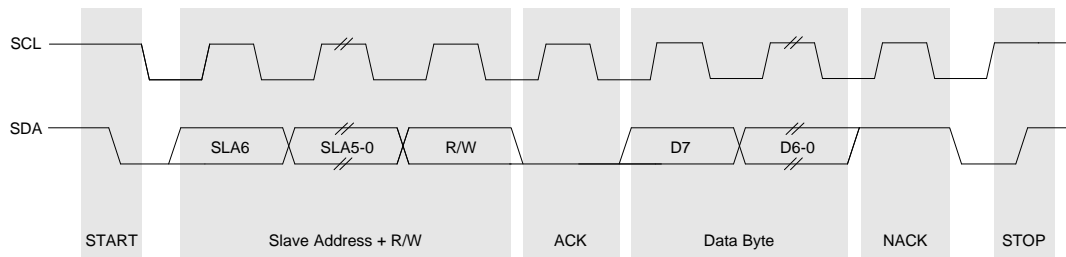 SCL
SDA
SLA6 SLA5-0 R/W D7 D6-0
START Slave Address + R/W ACK Data Byte NACK STOP